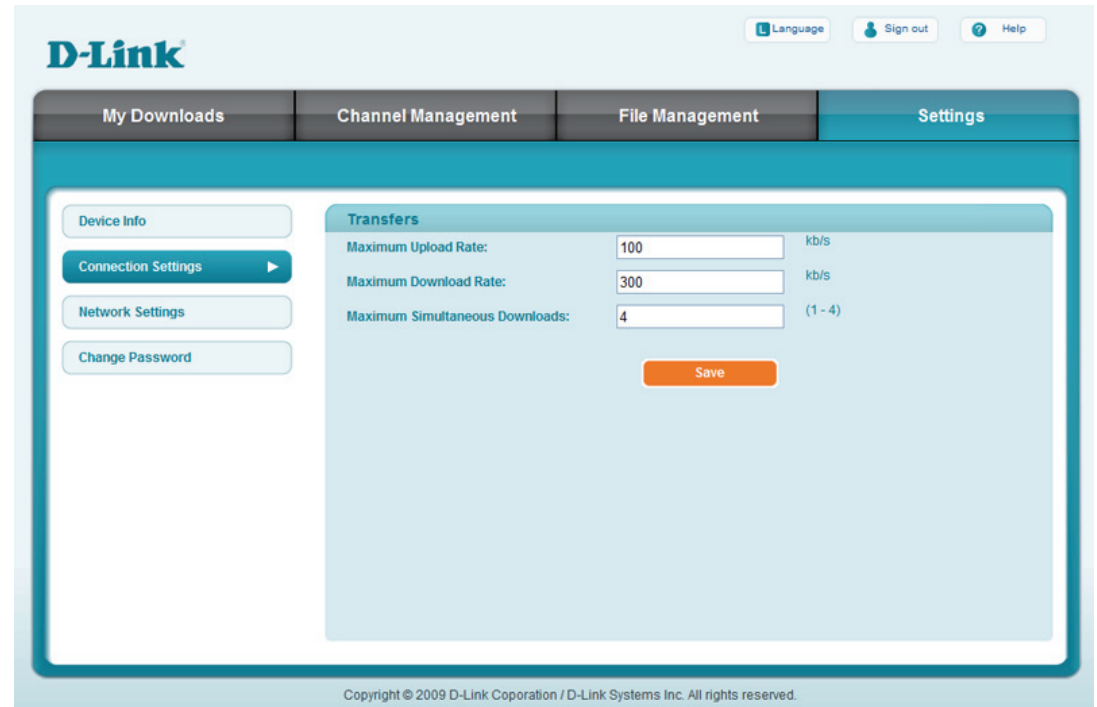 Language Sign out Help
D-Link
My Downloads Channel Management File Management Settings
Device Info
Connection Settings
Network Settings
Change Password
Transfers
Maximum Upload Rate: 100 kb/s
Maximum Download Rate: 300 kb/s
Maximum Simultaneous Downloads: 4 (1 - 4)
Save
Copyright © 2009 D-Link Coporation / D-Link Systems Inc. All rights reserved.